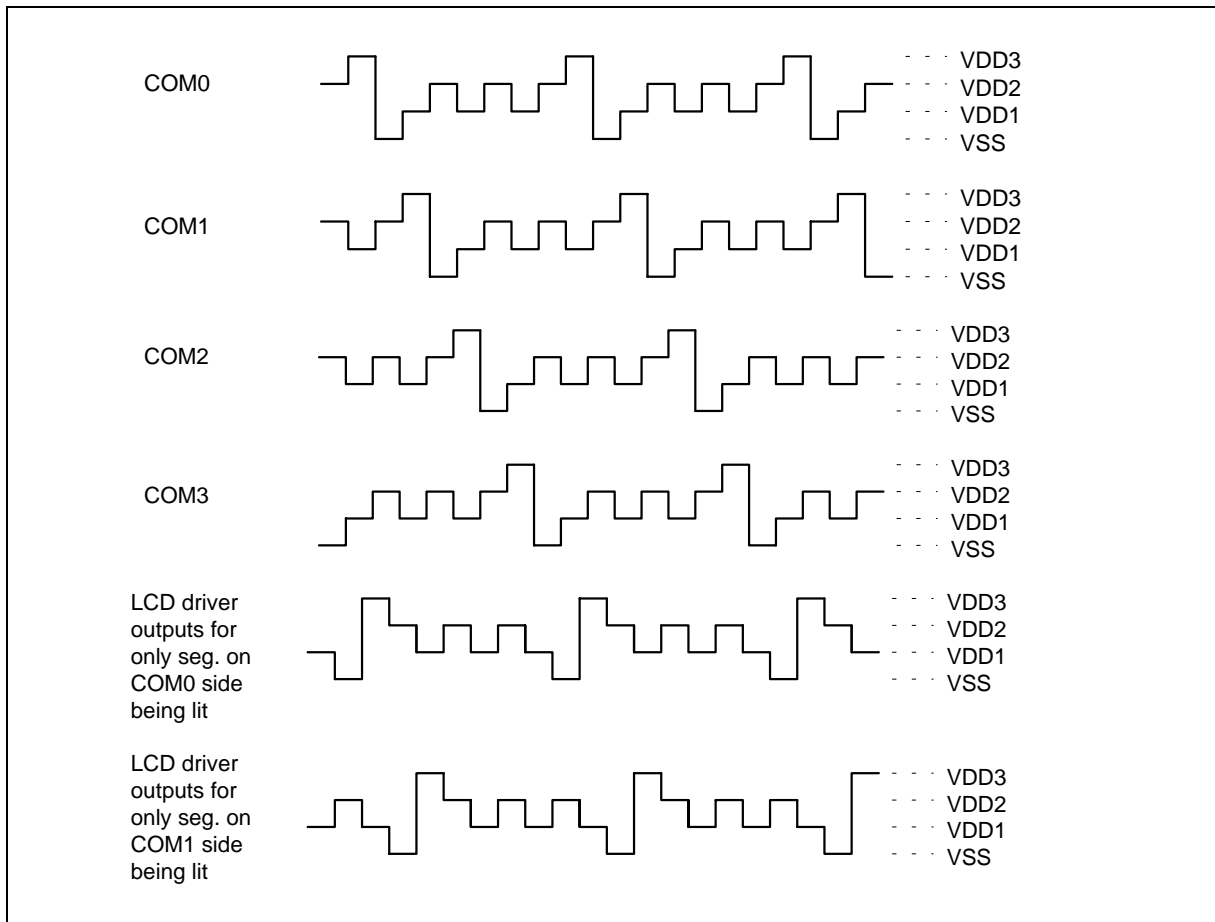 COM0
VDD3
VDD2
VDD1
VSS
COM1
VDD3
VDD2
VDD1
VSS
COM2
VDD3
VDD2
VDD1
VSS
COM3
VDD3
VDD2
VDD1
VSS
LCD driver
outputs for
only seg. on
COM0 side
being lit
VDD3
VDD2
VDD1
VSS
LCD driver
outputs for
only seg. on
COM1 side
being lit
VDD3
VDD2
VDD1
VSS